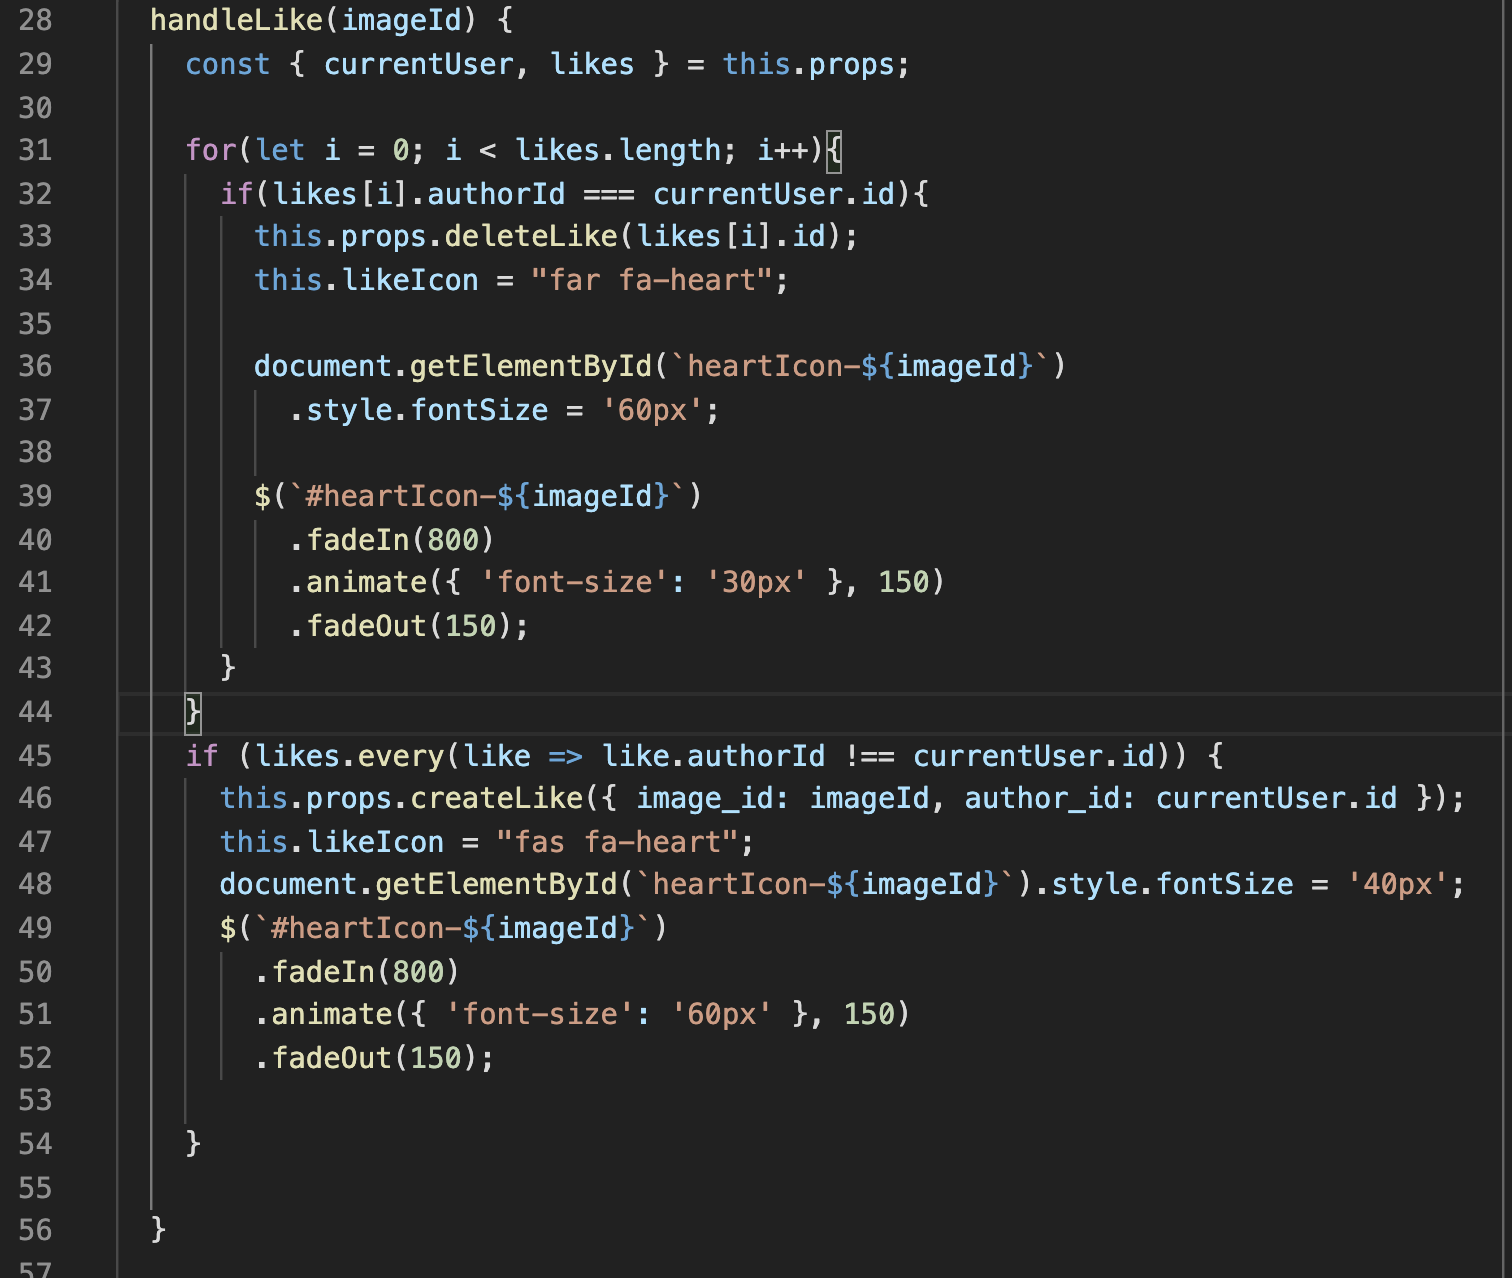 28 handleLike(imageId) {
29 const { currentUser, likes } = this.props;
30
31 for(let i = 0; i < likes.length; i++){
32 if(likes[i].authorId === currentUser.id){
33 this.props.deleteLike(likes[i].id);
34 this.likeIcon = "far fa-heart";
35
36 document.getElementById(`heartIcon-${imageId}`)
37 .style.fontSize = '60px';
38
39 $(`#heartIcon-${imageId}`)
40 .fadeIn(800)
41 .animate({ 'font-size': '30px' }, 150)
42 .fadeOut(150);
43 }
44 }
45 if (likes.every(like => like.authorId !== currentUser.id)) {
46 this.props.createLike({ image_id: imageId, author_id: currentUser.id });
47 this.likeIcon = "fas fa-heart";
48 document.getElementById(`heartIcon-${imageId}`).style.fontSize = '40px';
49 $(`#heartIcon-${imageId}`)
50 .fadeIn(800)
51 .animate({ 'font-size': '60px' }, 150)
52 .fadeOut(150);
53
54 }
55
56 }
57